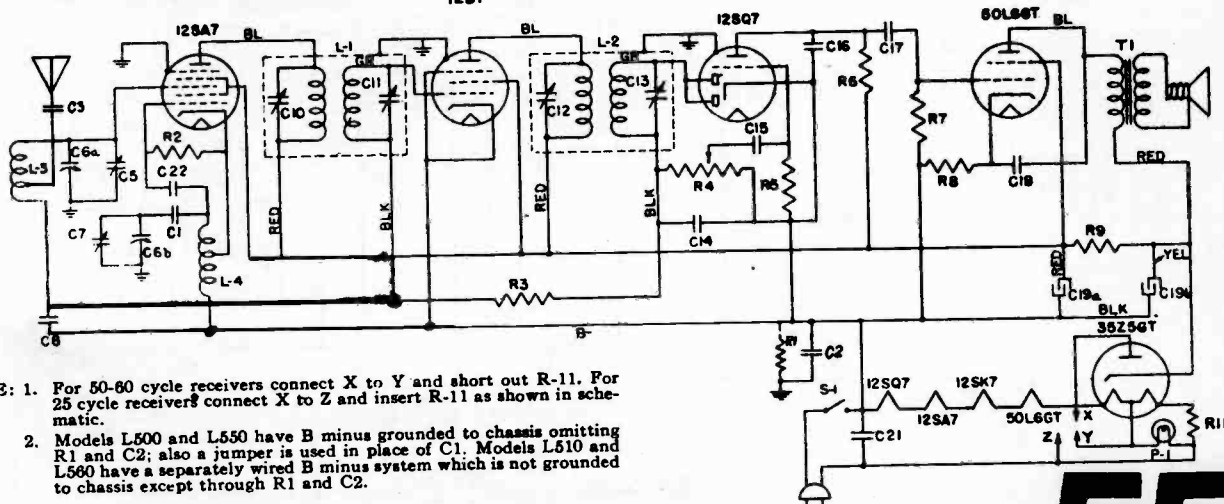 12SA7
12SQ7
50L6GT
BL
L-1
BL
L-2
BL
T1
GR
GR
C16
C17
C3
C10
C11
C12
C13
R6
R2
C15
R7
L-3
C6a
C5
C22
R4
R5
R8
C18
RED
C7
C6b
C1
RED
BLK
RED
BLK
C14
R9
L-4
RED
YEL
R3
C19a
C8
B-
BLK
35Z5GT
C2
S-1
12SQ7
12SK7
X
R11
12SA7
50L6GT
C21
Z
Y
P-1
E: 1. For 50-60 cycle receivers connect X to Y and short out R-11. For
25 cycle receivers connect X to Z and insert R-11 as shown in sche-
matic.
2. Models L500 and L550 have B minus grounded to chassis omitting
R1 and C2; also a jumper is used in place of C1. Models L510 and
L560 have a separately wired B minus system which is not grounded
to chassis except through R1 and C2.